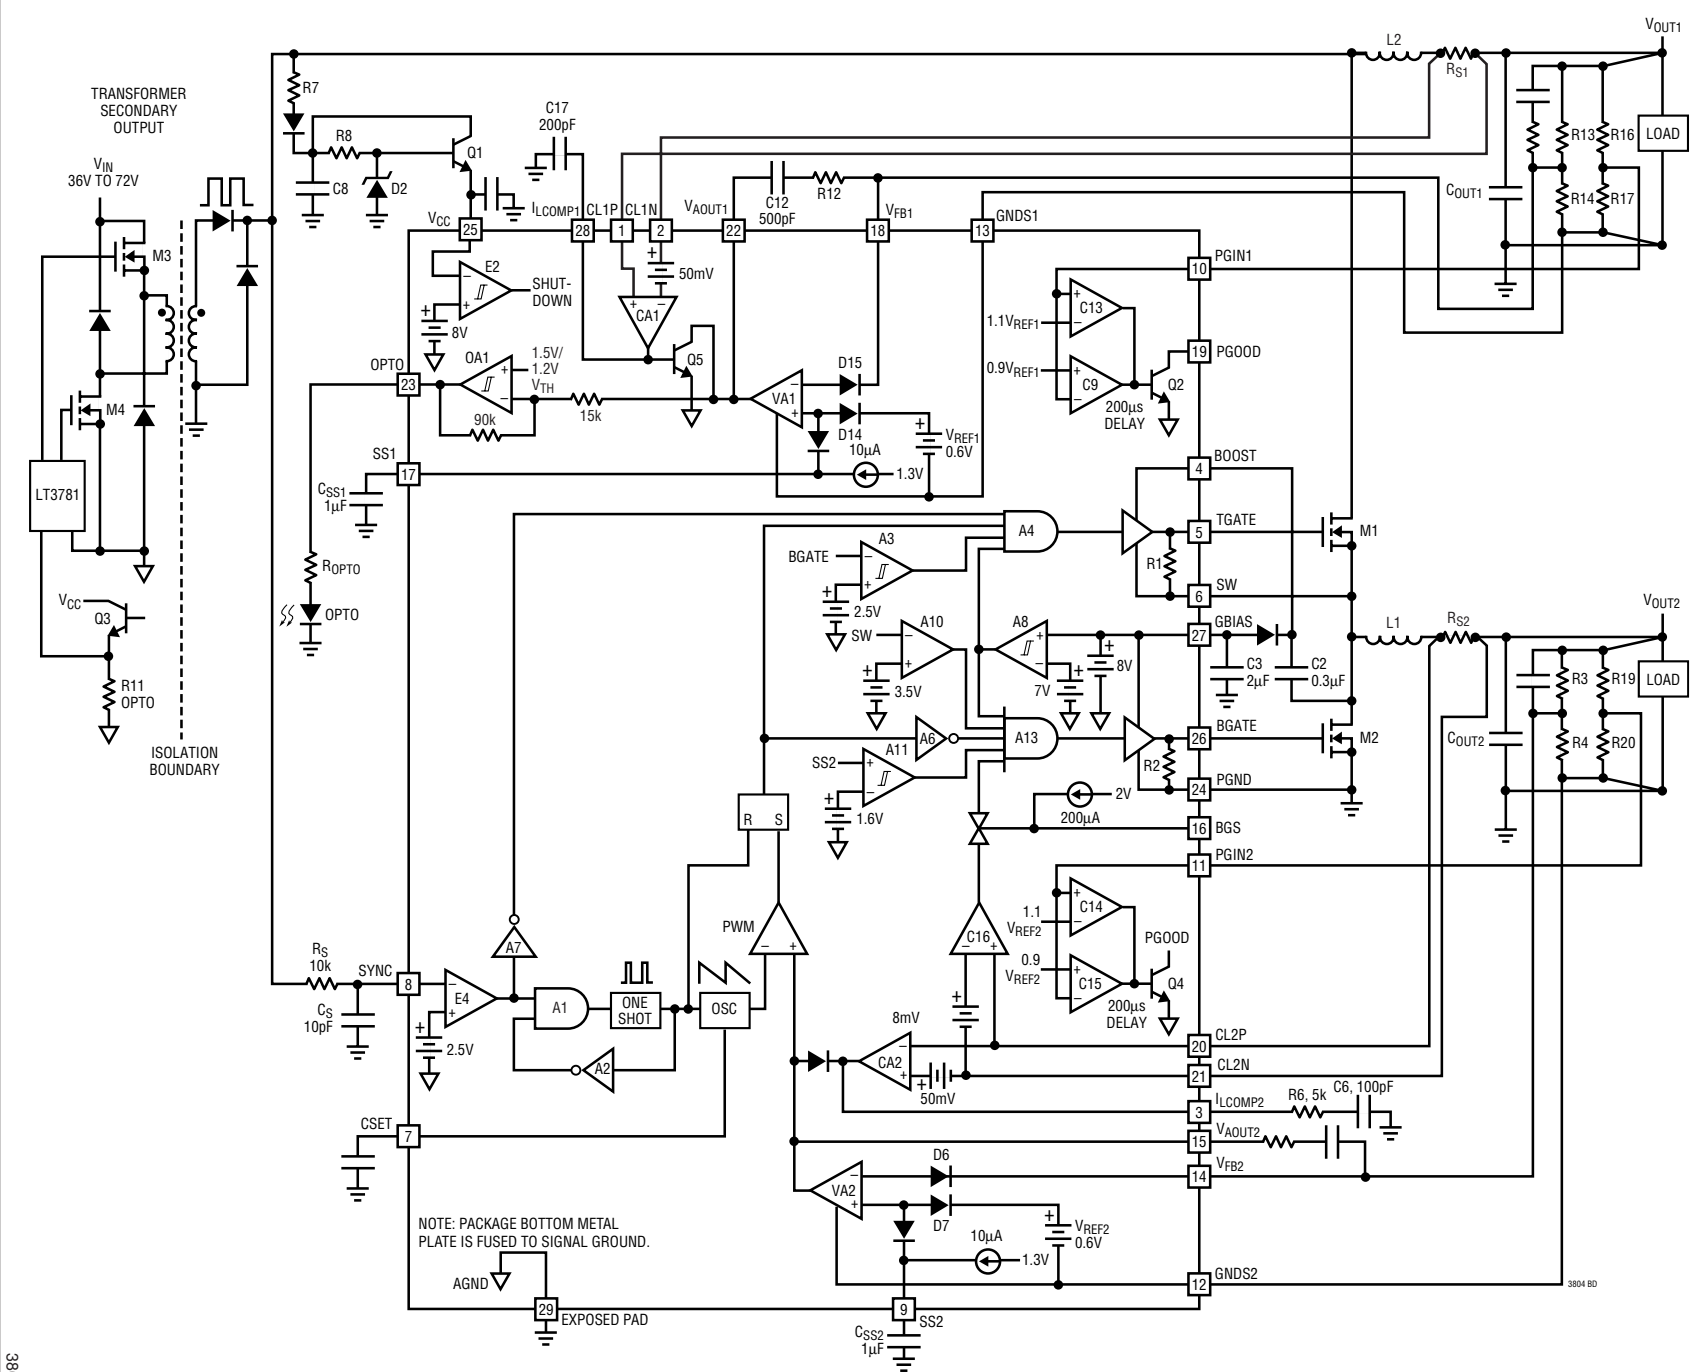 VOUT1
L2
RS1
R7
TRANSFORMER
SECONDARY
OUTPUT
C17
200pF
R8
Q1
R13
R16
LOAD
VIN
36V TO 72V
C8
D2
R12
C12
500pF
COUT1
R14
R17
VCC
ILCOMP1
CL1P
CL1N
VAOUT1
VFB1
GNDS1
25
28
1
2
22
18
13
M3
E2
−
+
SHUT-
DOWN
8V
+
+
50mV
+ −
CA1
PGIN1
10
+
C13
−
1.1VREF1
OPTO
23
OA1
+
−
1.5V/
1.2V
VTH
Q5
D15
−
VA1
+
0.9VREF1
+
C9
−
19
PGOOD
Q2
200µs
DELAY
M4
90k
15k
D14
10µA
+
VREF1
0.6V
SS1
17
1.3V
4
BOOST
LT3781
CSS1
1µF
A4
5
TGATE
M1
BGATE
A3
−
+
+
2.5V
R1
ROPTO
OPTO
6
SW
VCC
Q3
SW
A10
−
+
+
3.5V
A8
+
−
+
7V
+
8V
27
GBIAS
VOUT2
L1
RS2
R11
OPTO
C3
2µF
C2
0.3µF
R3
R19
LOAD
A6
A13
26
BGATE
M2
COUT2
R4
R20
ISOLATION
BOUNDARY
SS2
A11
+
−
+
1.6V
R2
24
PGND
200µA
2V
R S
16
BGS
11
PGIN2
PWM
− +
C16
− +
+
C14
−
1.1
VREF2
PGOOD
0.9
VREF2
+
C15
−
Q4
200µs
DELAY
A7
RS
10k
SYNC
8
−
E4
+
A1
ONE
SHOT
OSC
CS
10pF
+
2.5V
A2
+
8mV
20
CL2P
−
CA2
+
+
50mV
21
CL2N
R6, 5k
C6, 100pF
3
ILCOMP2
CSET
7
15
VAOUT2
14
VFB2
D6
−
VA2
+
D7
+
VREF2
0.6V
10µA
1.3V
NOTE: PACKAGE BOTTOM METAL
PLATE IS FUSED TO SIGNAL GROUND.
AGND
12
GNDS2
3804 BD
29
EXPOSED PAD
9
SS2
CSS2
1µF
38